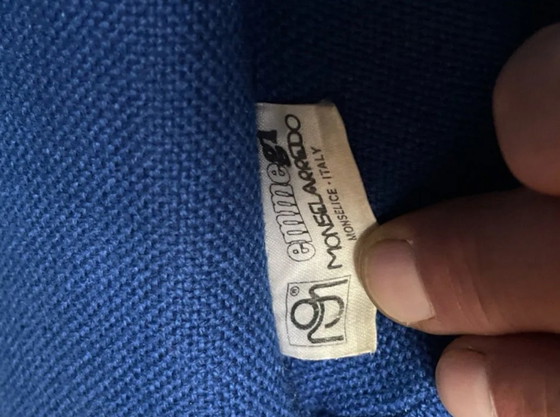 emmegi
MONSELARREDO
MONSELICE · ITALY
®